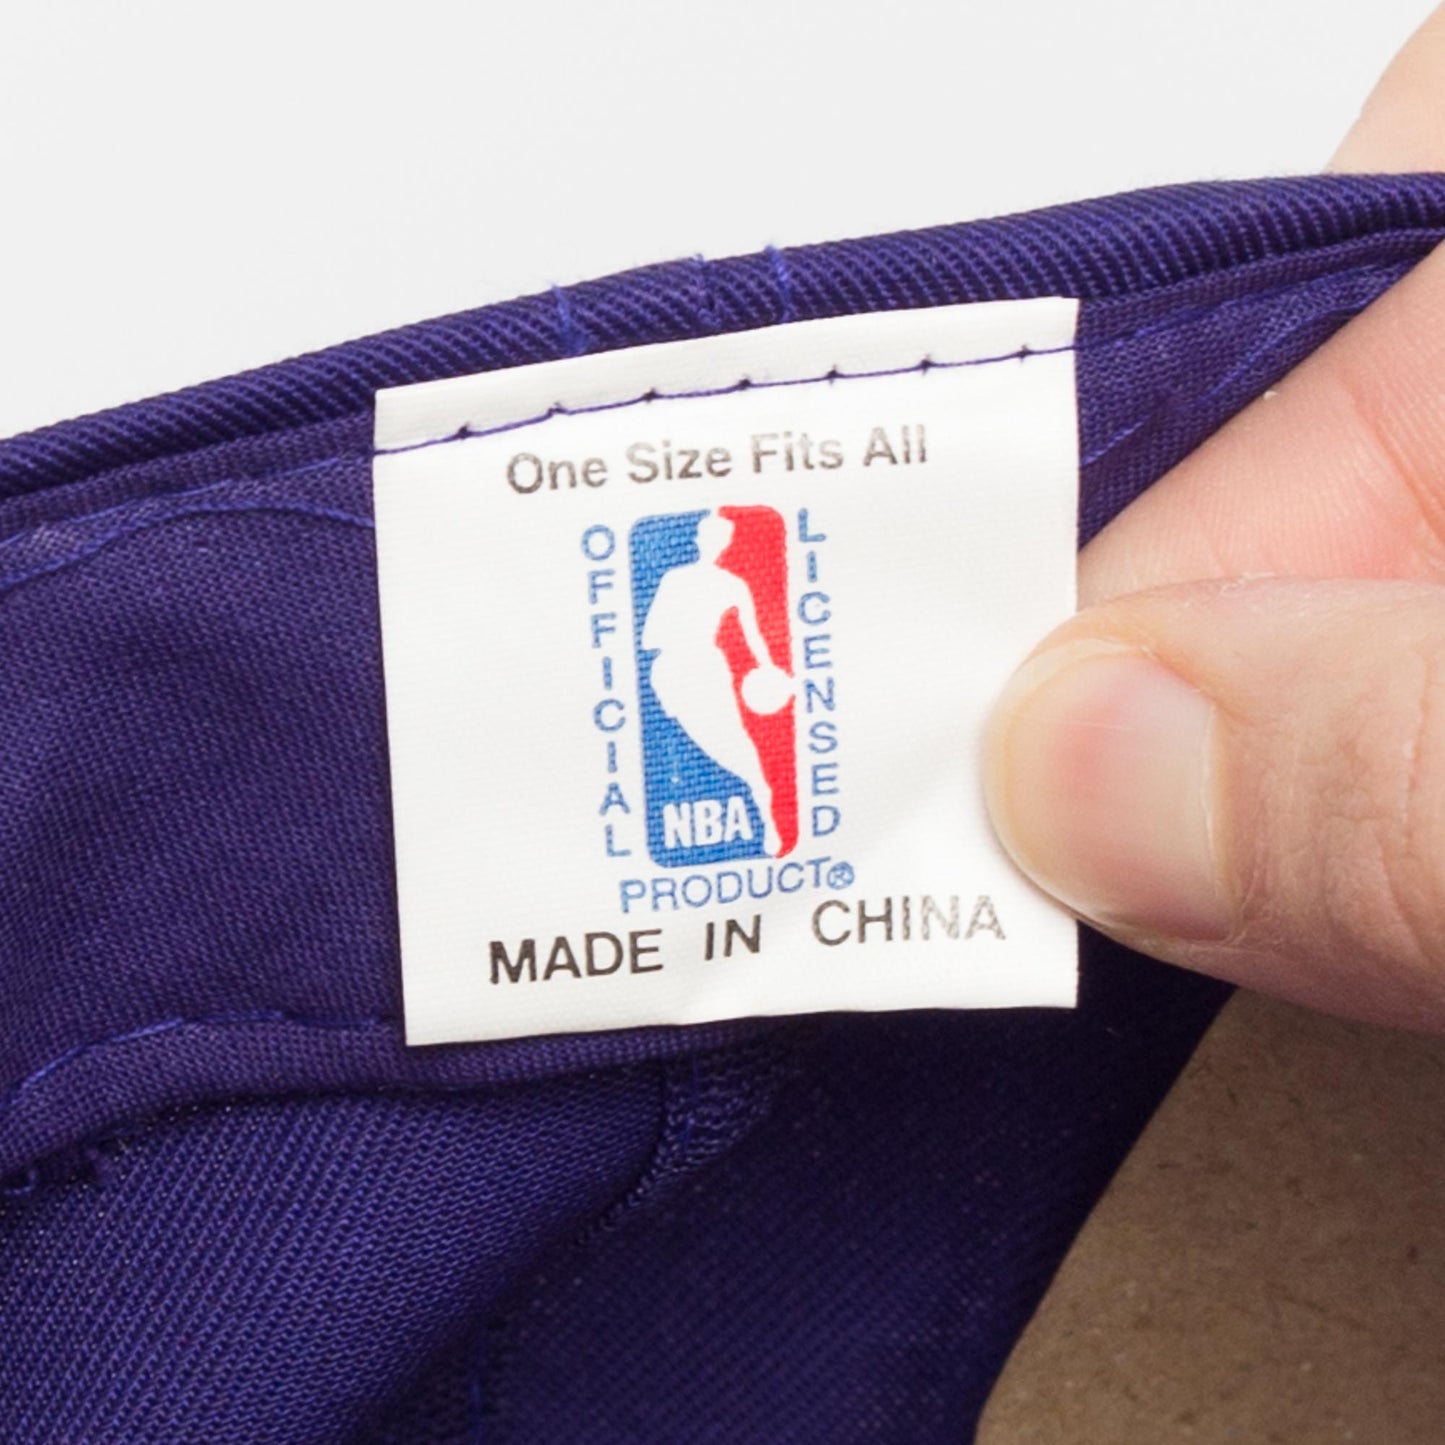 One Size Fits All
OFFICIAL
LICENSED
NBA
PRODUCT®
MADE IN CHINA